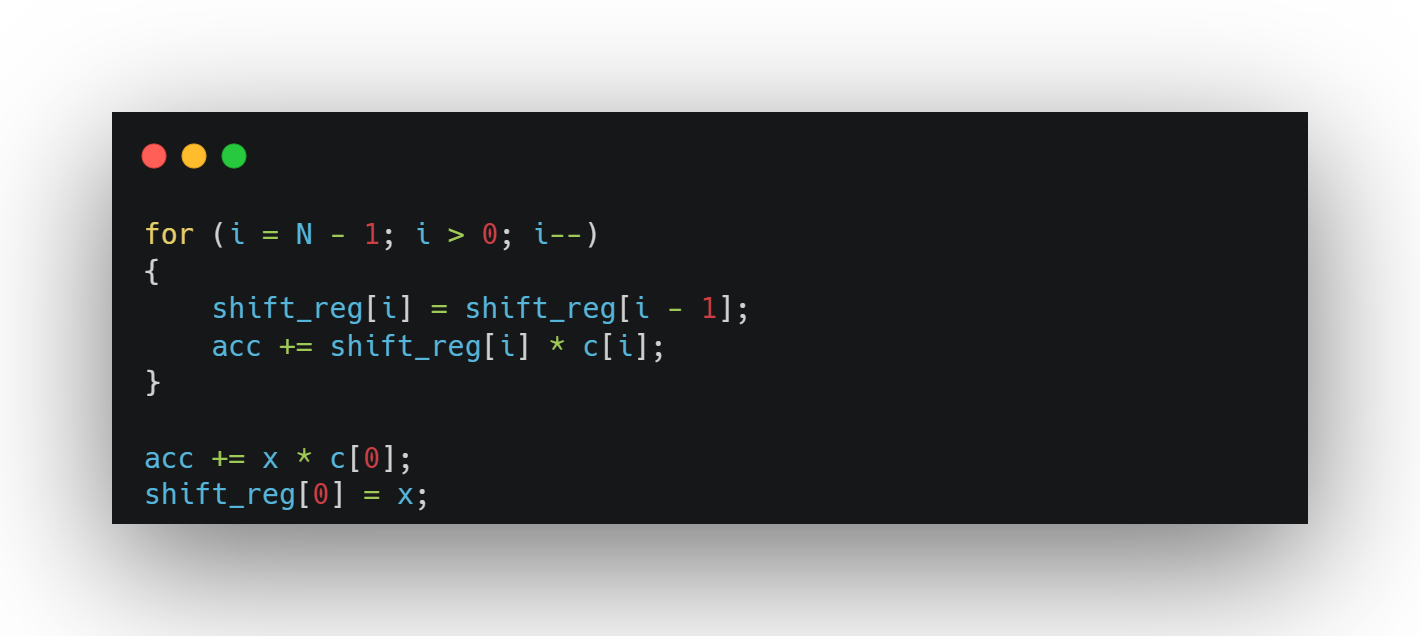 for (i = N - 1; i > 0; i--)
{
    shift_reg[i] = shift_reg[i - 1];
    acc += shift_reg[i] * c[i];
}

acc += x * c[0];
shift_reg[0] = x;